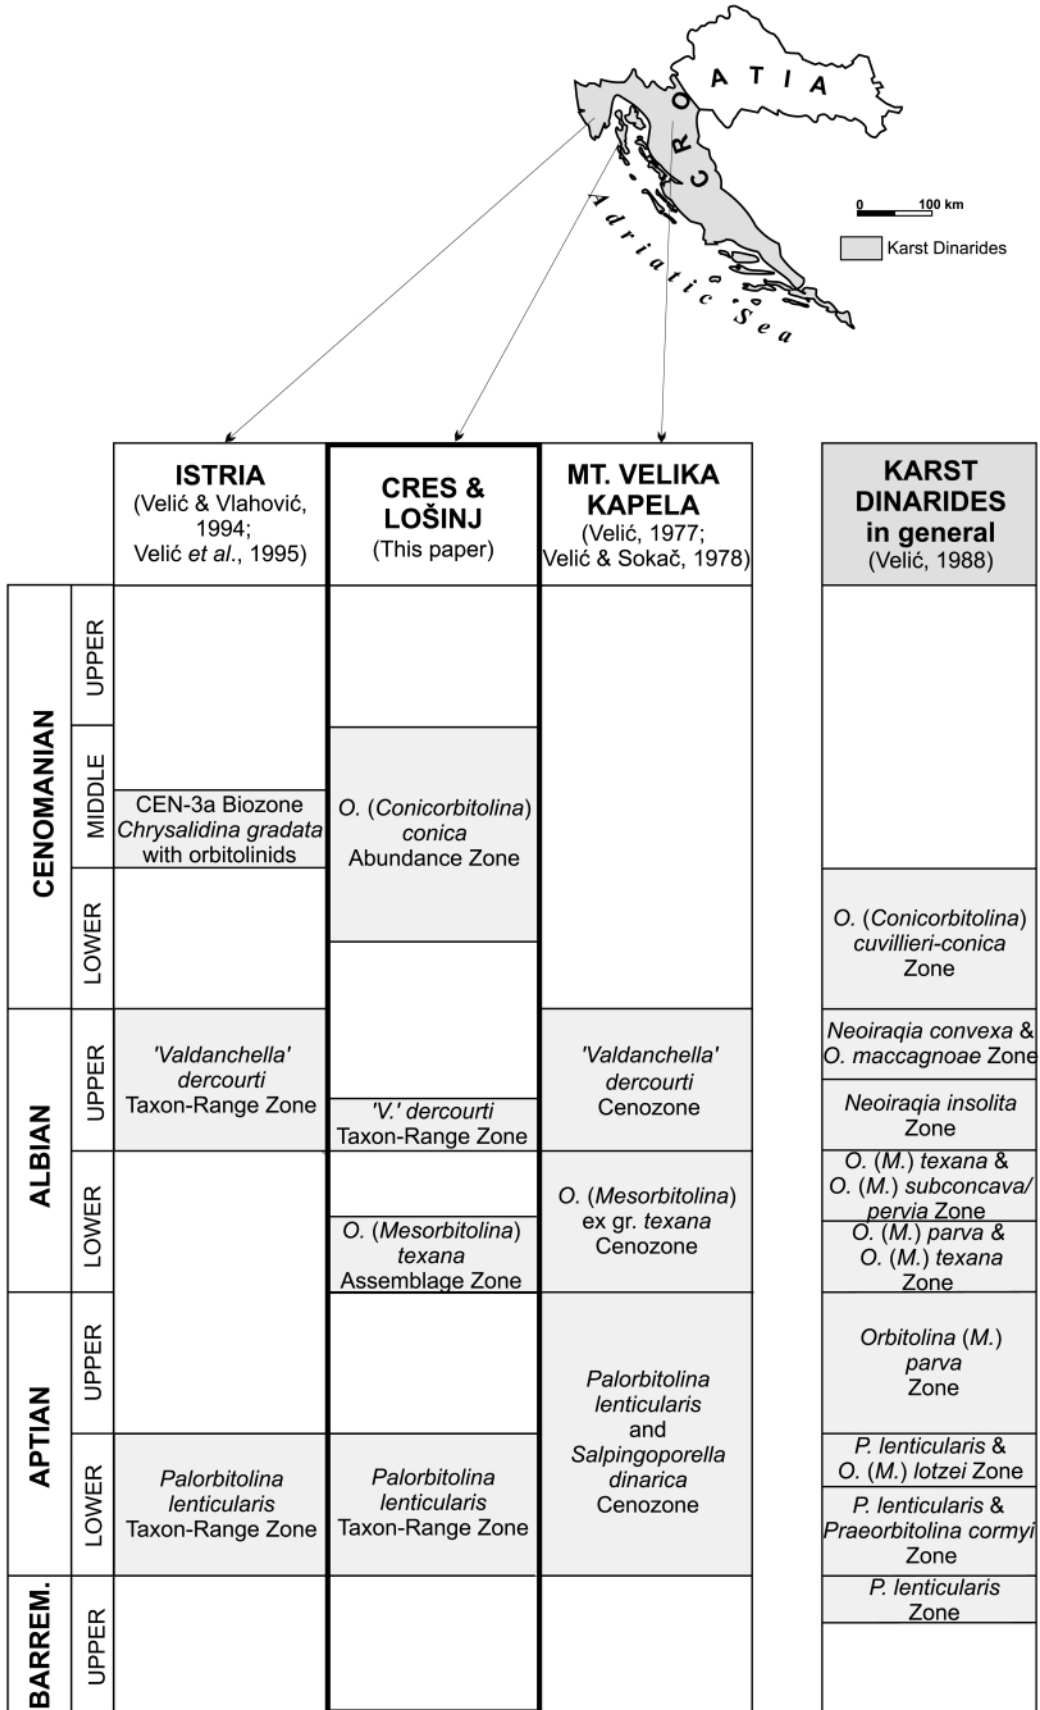 CROATIA
Adriatic Sea
0 100 km
Karst Dinarides
ISTRIA
(Velić & Vlahović,
1994;
Velić et al., 1995)
CRES &
LOŠINJ
(This paper)
MT. VELIKA
KAPELA
(Velić, 1977;
Velić & Sokač, 1978)
KARST
DINARIDES
in general
(Velić, 1988)
CENOMANIAN
UPPER
MIDDLE
LOWER
ALBIAN
UPPER
LOWER
APTIAN
UPPER
LOWER
BARREM.
UPPER
CEN-3a Biozone
Chrysalidina gradata
with orbitolinids
'Valdanchella'
dercourti
Taxon-Range Zone
Palorbitolina
lenticularis
Taxon-Range Zone
O. (Conicorbitolina)
conica
Abundance Zone
'V.' dercourti
Taxon-Range Zone
O. (Mesorbitolina)
texana
Assemblage Zone
Palorbitolina
lenticularis
Taxon-Range Zone
'Valdanchella'
dercourti
Cenozone
O. (Mesorbitolina)
ex gr. texana
Cenozone
Palorbitolina
lenticularis
and
Salpingoporella
dinarica
Cenozone
O. (Conicorbitolina)
cuvillieri-conica
Zone
Neoiraqia convexa &
O. maccagnoae Zone
Neoiraqia insolita
Zone
O. (M.) texana &
O. (M.) subconcava/
pervia Zone
O. (M.) parva &
O. (M.) texana
Zone
Orbitolina (M.)
parva
Zone
P. lenticularis &
O. (M.) lotzei Zone
P. lenticularis &
Praeorbitolina cormyi
Zone
P. lenticularis
Zone